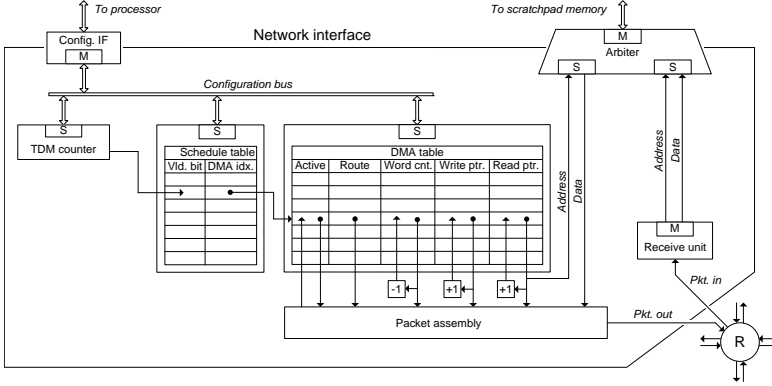 To processor
To scratchpad memory
Config. IF
M
Network interface
M
Arbiter
S
S
Configuration bus
S
TDM counter
S
Schedule table
Vld. bit
DMA idx.
S
DMA table
Active
Route
Word cnt.
Write ptr.
Read ptr.
Address
Data
Address
Data
M
Receive unit
-1
+1
+1
Pkt. in
Packet assembly
Pkt. out
R